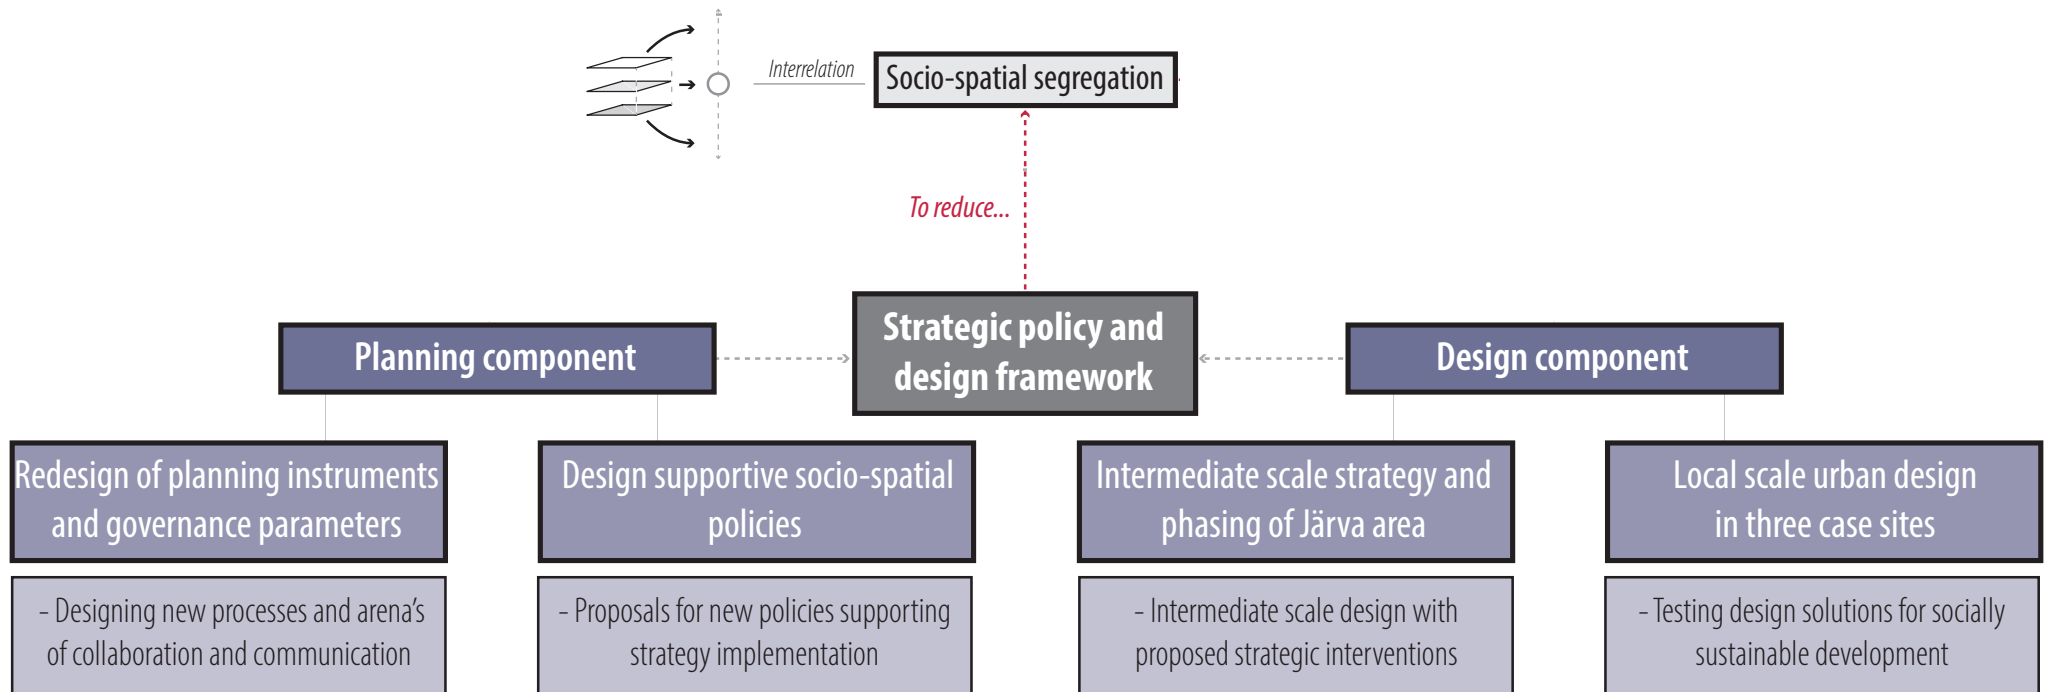 Interrelation
Socio-spatial segregation
To reduce...
Strategic policy and
design framework
Planning component
Design component
Redesign of planning instruments
and governance parameters
Design supportive socio-spatial
policies
Intermediate scale strategy and
phasing of Järva area
Local scale urban design
in three case sites
- Designing new processes and arena's
of collaboration and communication
- Proposals for new policies supporting
strategy implementation
- Intermediate scale design with
proposed strategic interventions
- Testing design solutions for socially
sustainable development